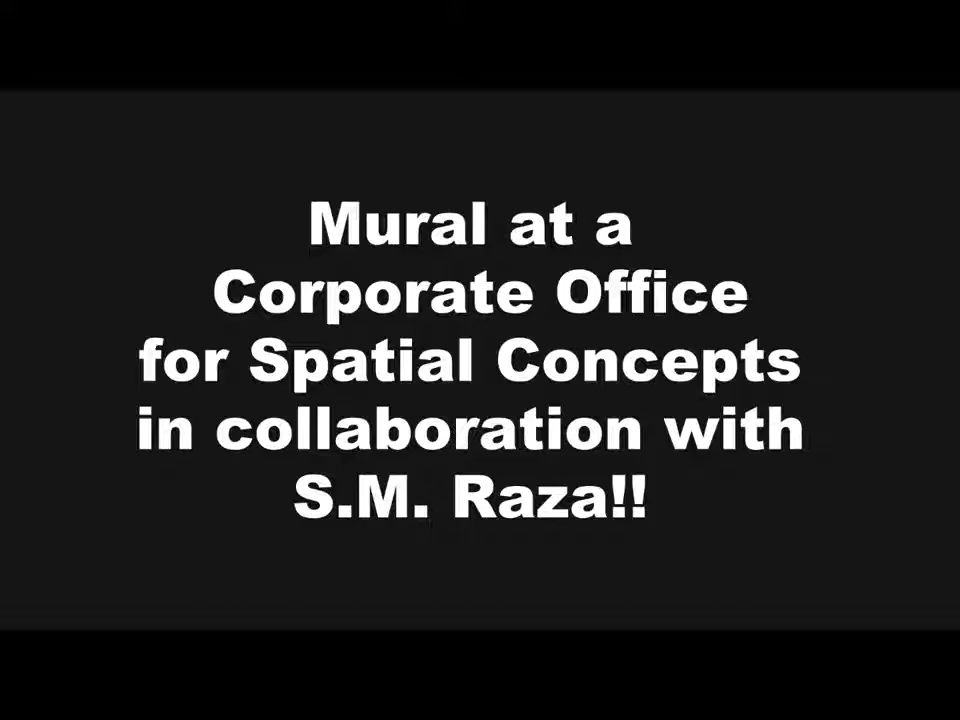 Mural at a
Corporate Office
for Spatial Concepts
in collaboration with
S.M. Raza!!